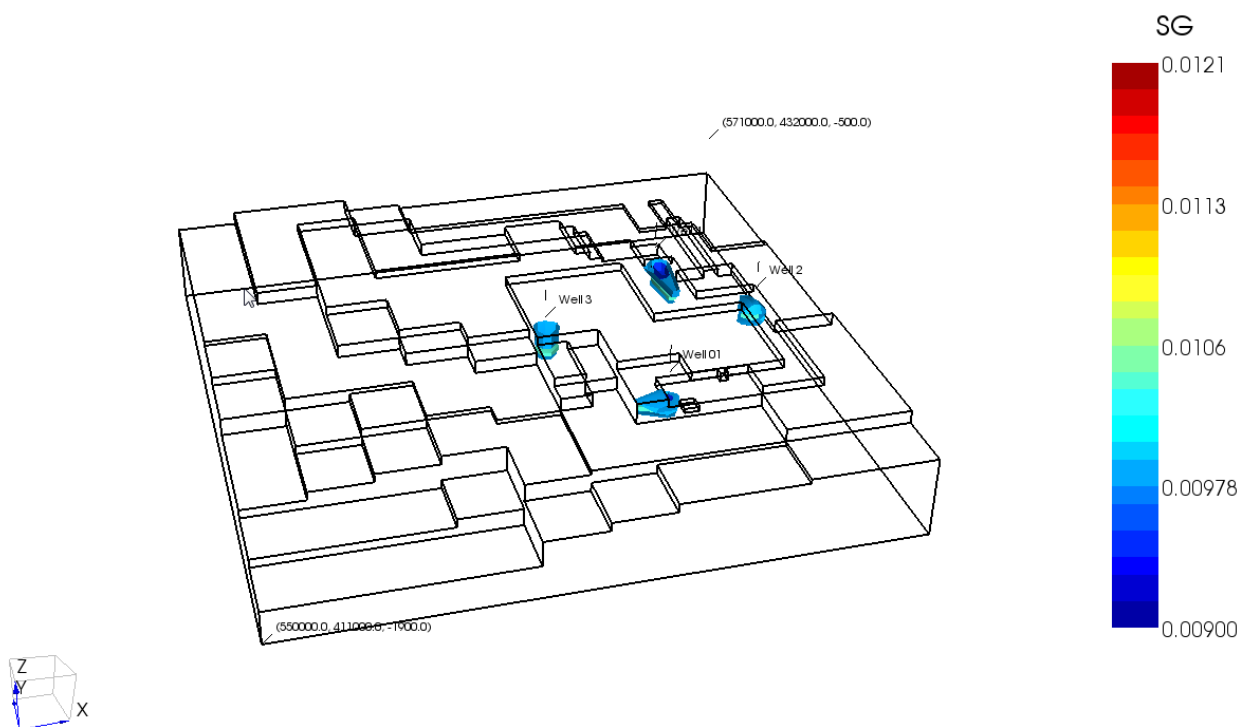 SG
0.0121
(571000.0, 432000.0, -500.0)
0.0113
Well 2
Well 3
0.0106
Well 01
0.00978
0.00900
(550000.0, 411000.0, -1900.0)
Z
Y
X